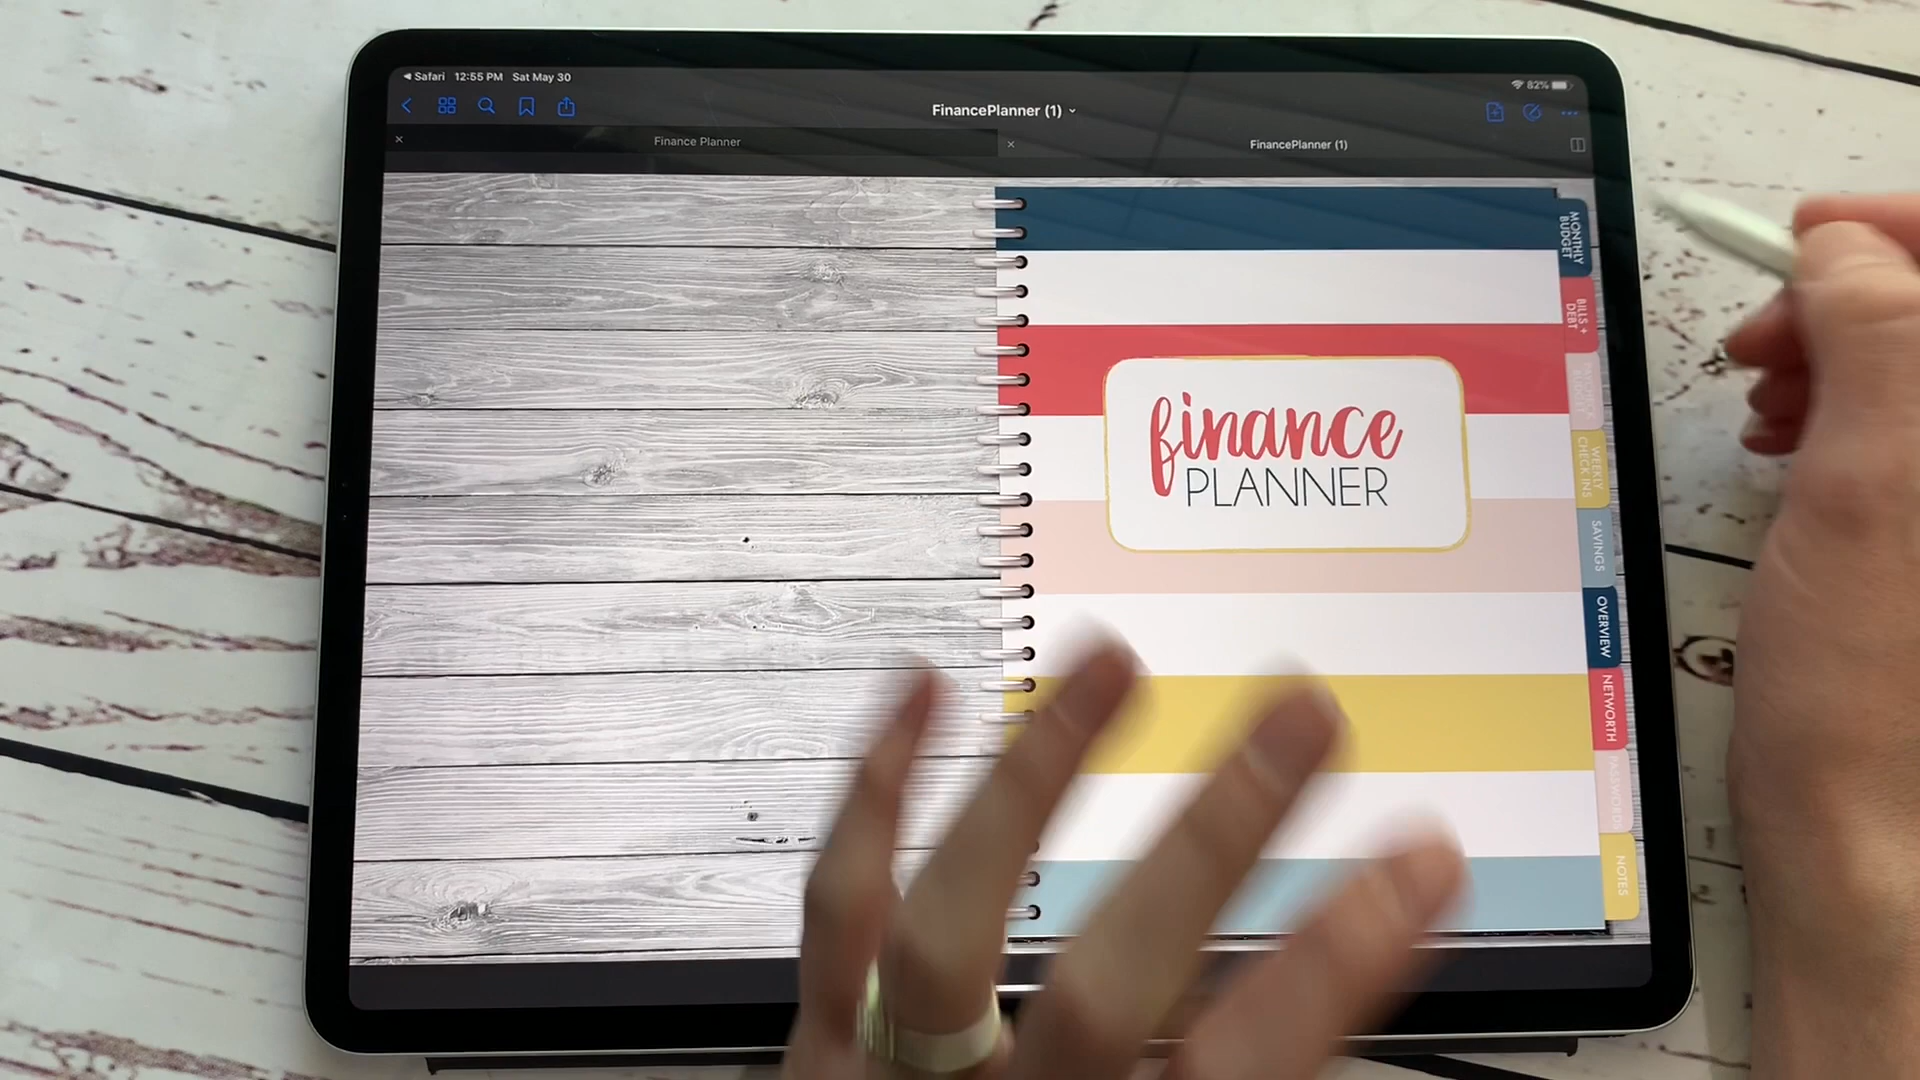 Safari 12:55 PM Sat May 30
82%
FinancePlanner (1)
Finance Planner
FinancePlanner (1)
finance
PLANNER
MONTHLY
BUDGET
BILLS +
DEBT
WEEKLY
CHECK INS
SAVINGS
OVERVIEW
NETWORTH
PASSWORDS
NOTES